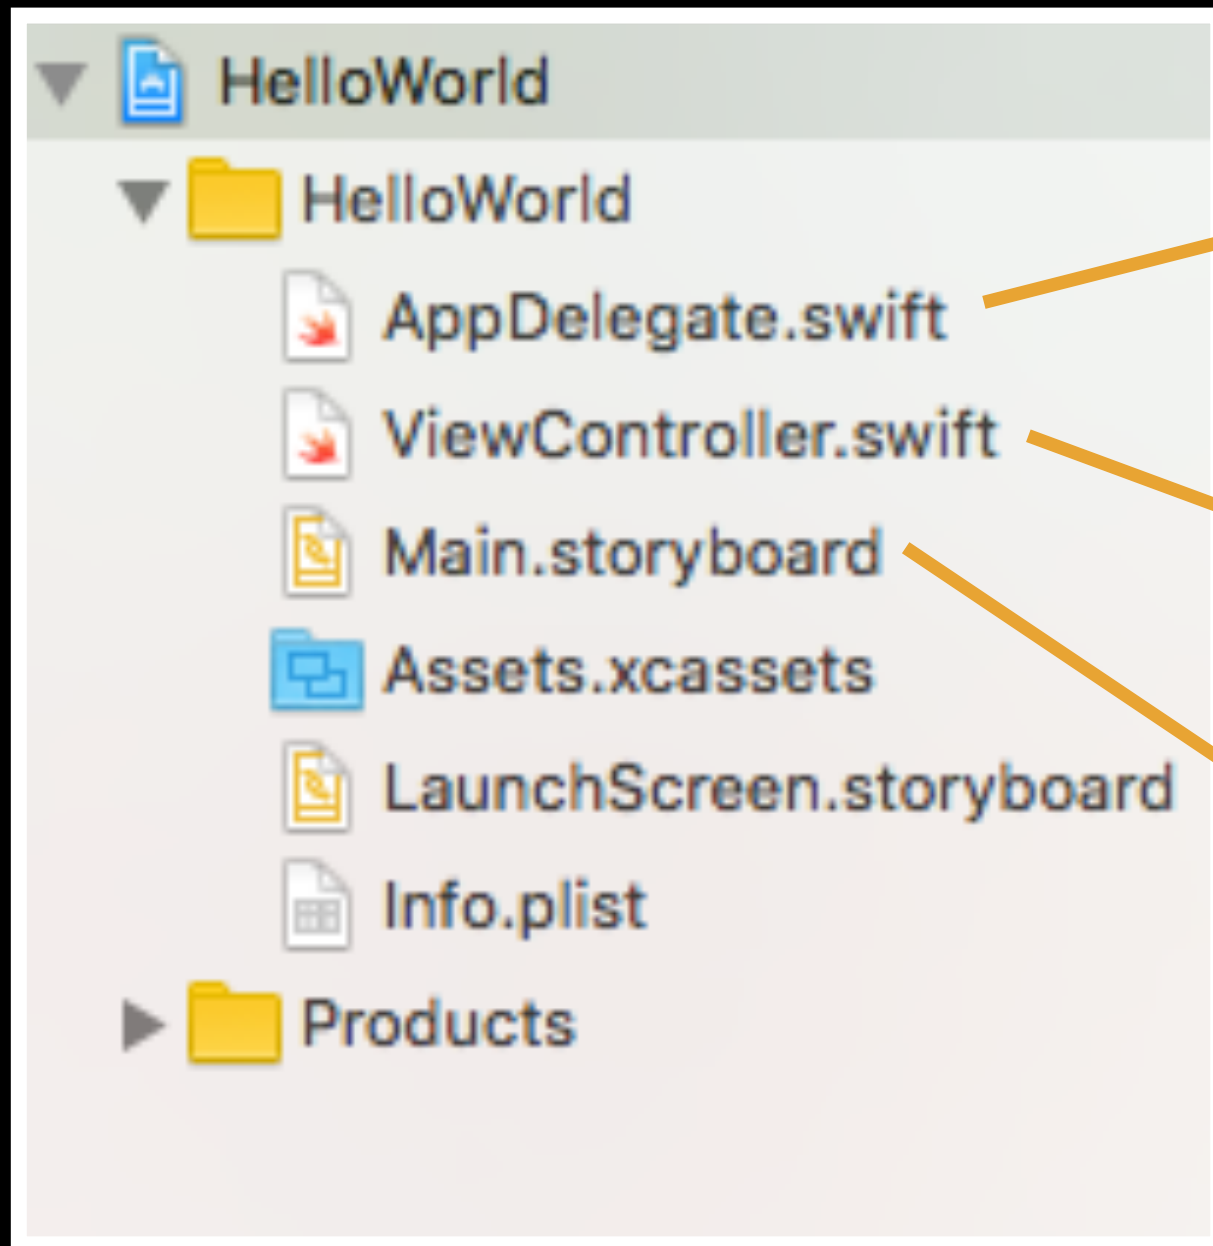 HelloWorld
HelloWorld
AppDelegate.swift
ViewController.swift
Main.storyboard
Assets.xcassets
LaunchScreen.storyboard
Info.plist
Products